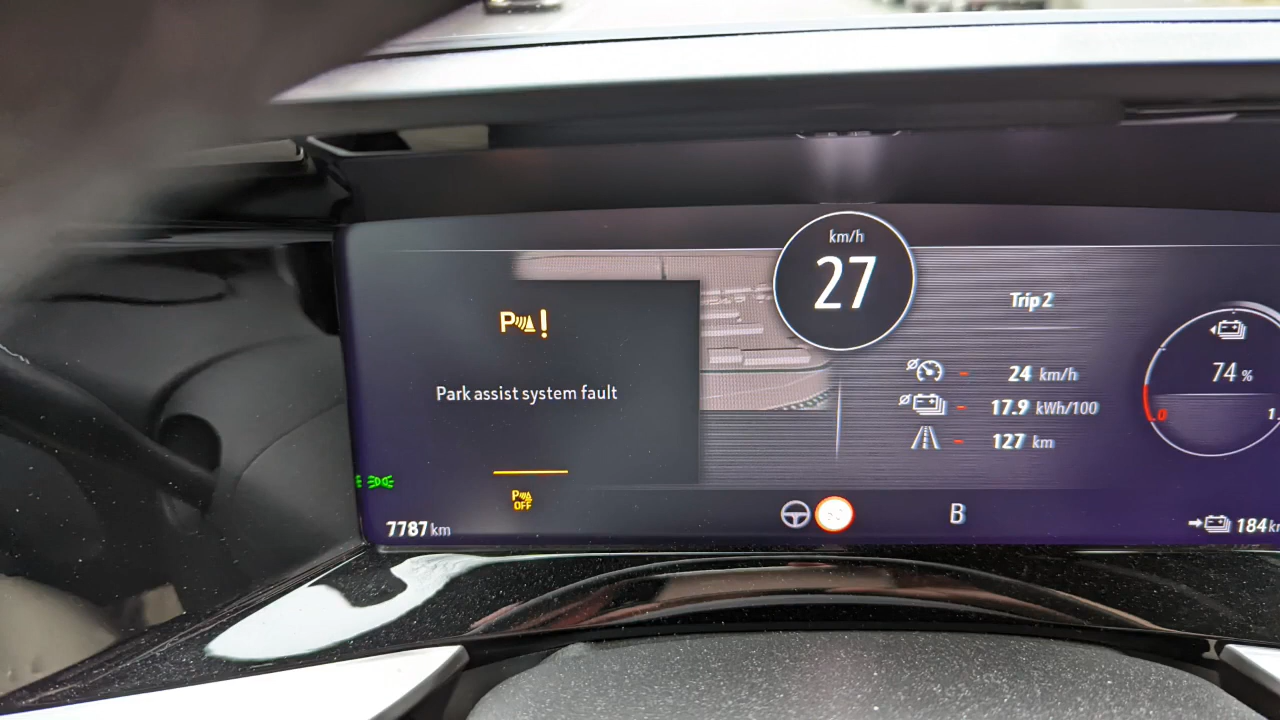 km/h
27
P!
Park assist system fault
P
OFF
7787 km
Trip 2
24 km/h
17.9 kWh/100
127 km
B
74 %
0
184